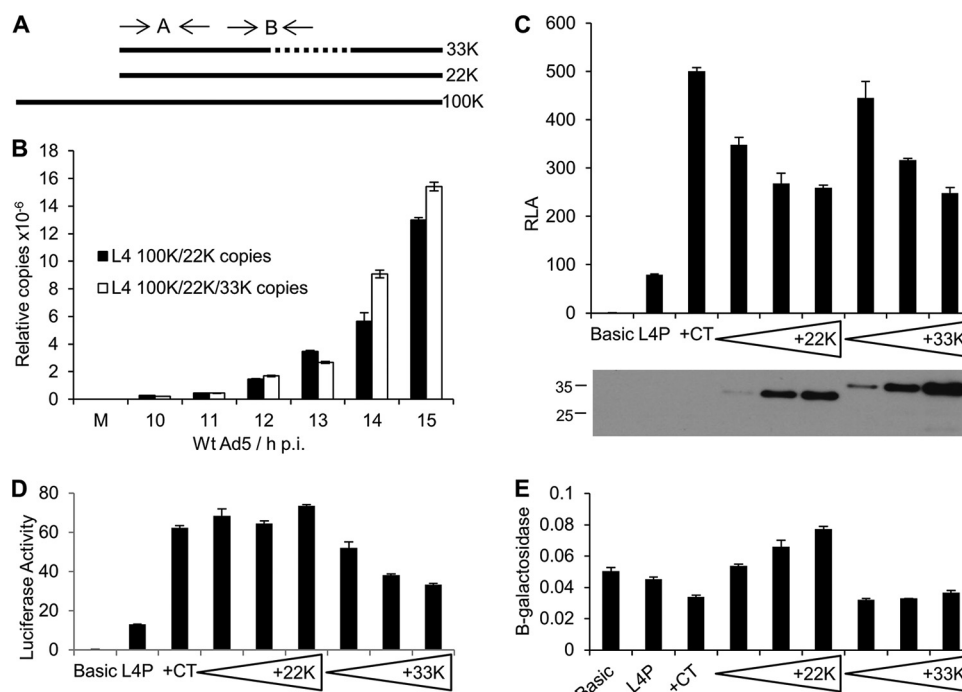 A
A B
33K
22K
100K
B
Relative copies x10-6
18
16
14
12
10
8
6
4
2
0
L4 100K/22K copies
L4 100K/22K/33K copies
M 10 11 12 13 14 15
Wt Ad5 / h p.i.
C
RLA
600
500
400
300
200
100
0
Basic L4P +CT +22K +33K
35
25
D
Luciferase Activity
80
60
40
20
0
Basic L4P +CT +22K +33K
E
B-galactosidase
0.1
0.08
0.06
0.04
0.02
0
Basic L4P +CT +22K +33K